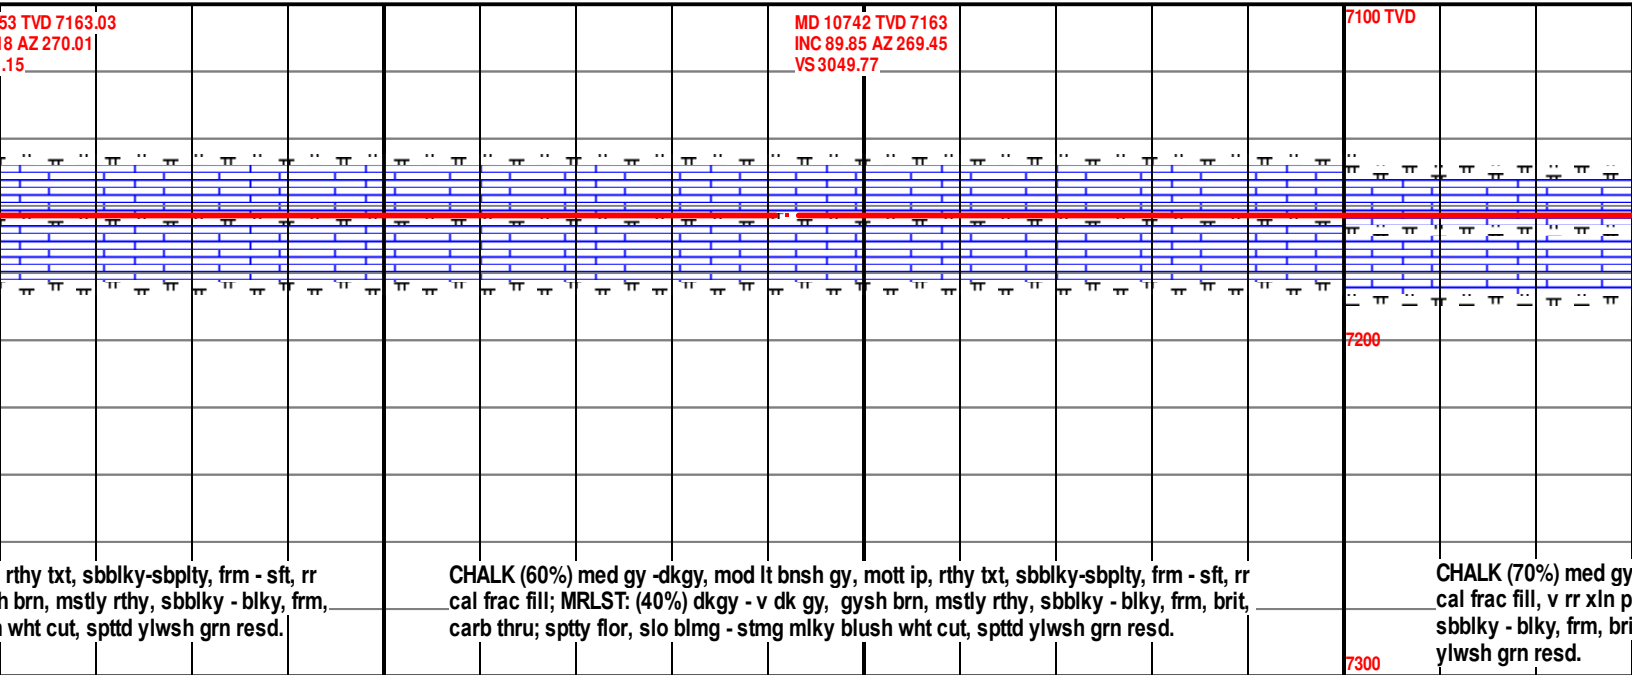 53 TVD 7163.03
18 AZ 270.01
.15
MD 10742 TVD 7163
INC 89.85 AZ 269.45
VS 3049.77
7100 TVD
7200
rthy txt, sbblky-sbplty, frm - sft, rr
h brn, mstly rthy, sbblky - blky, frm,
wht cut, spttd ylwsh grn resd.
CHALK (60%) med gy -dkgy, mod lt bnsh gy, mott ip, rthy txt, sbblky-sbplty, frm - sft, rr
cal frac fill; MRLST: (40%) dkgy - v dk gy, gysh brn, mstly rthy, sbblky - blky, frm, brit,
carb thru; sptty flor, slo blmg - stmg mlky blush wht cut, spttd ylwsh grn resd.
CHALK (70%) med gy
cal frac fill, v rr xln p
sbblky - blky, frm, bri
ylwsh grn resd.
7300